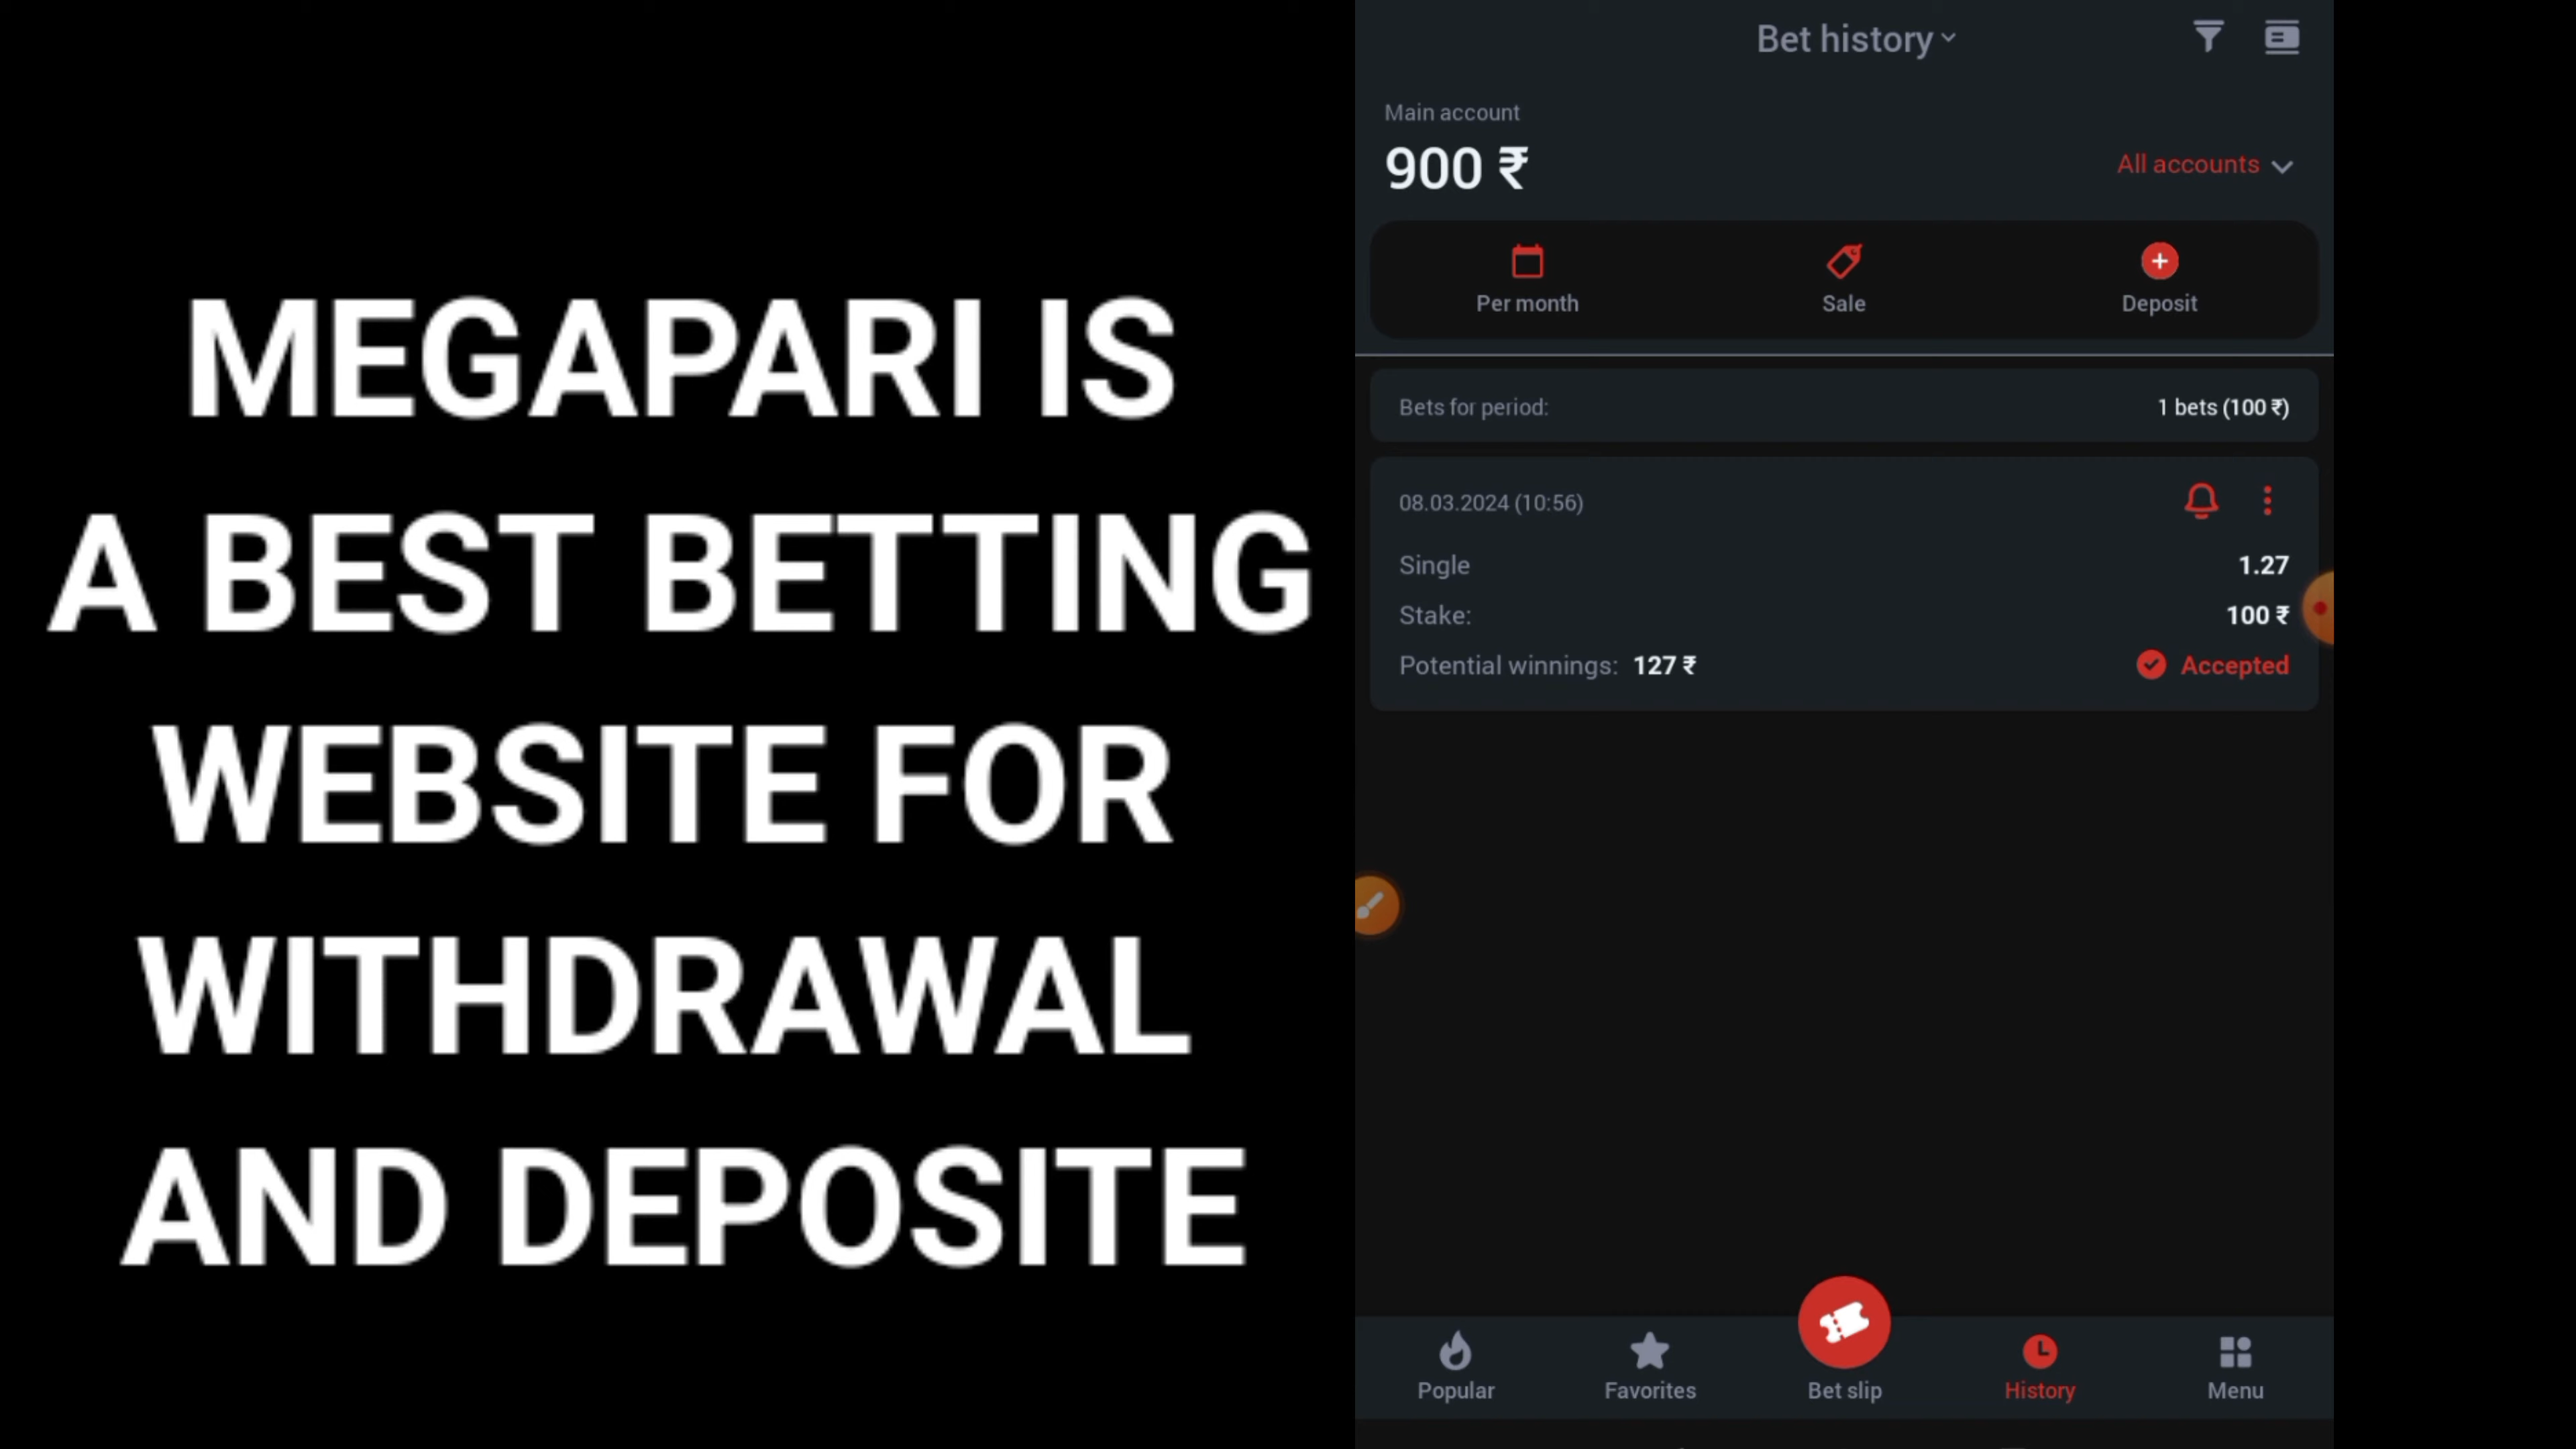 MEGAPARI IS
A BEST BETTING
WEBSITE FOR
WITHDRAWAL
AND DEPOSITE
Bet history
Main account
900 ₹
All accounts
Per month
Sale
Deposit
Bets for period:
1 bets (100 ₹)
08.03.2024 (10:56)
Single
1.27
Stake:
100 ₹
Potential winnings: 127 ₹
Accepted
Popular
Favorites
Bet slip
History
Menu